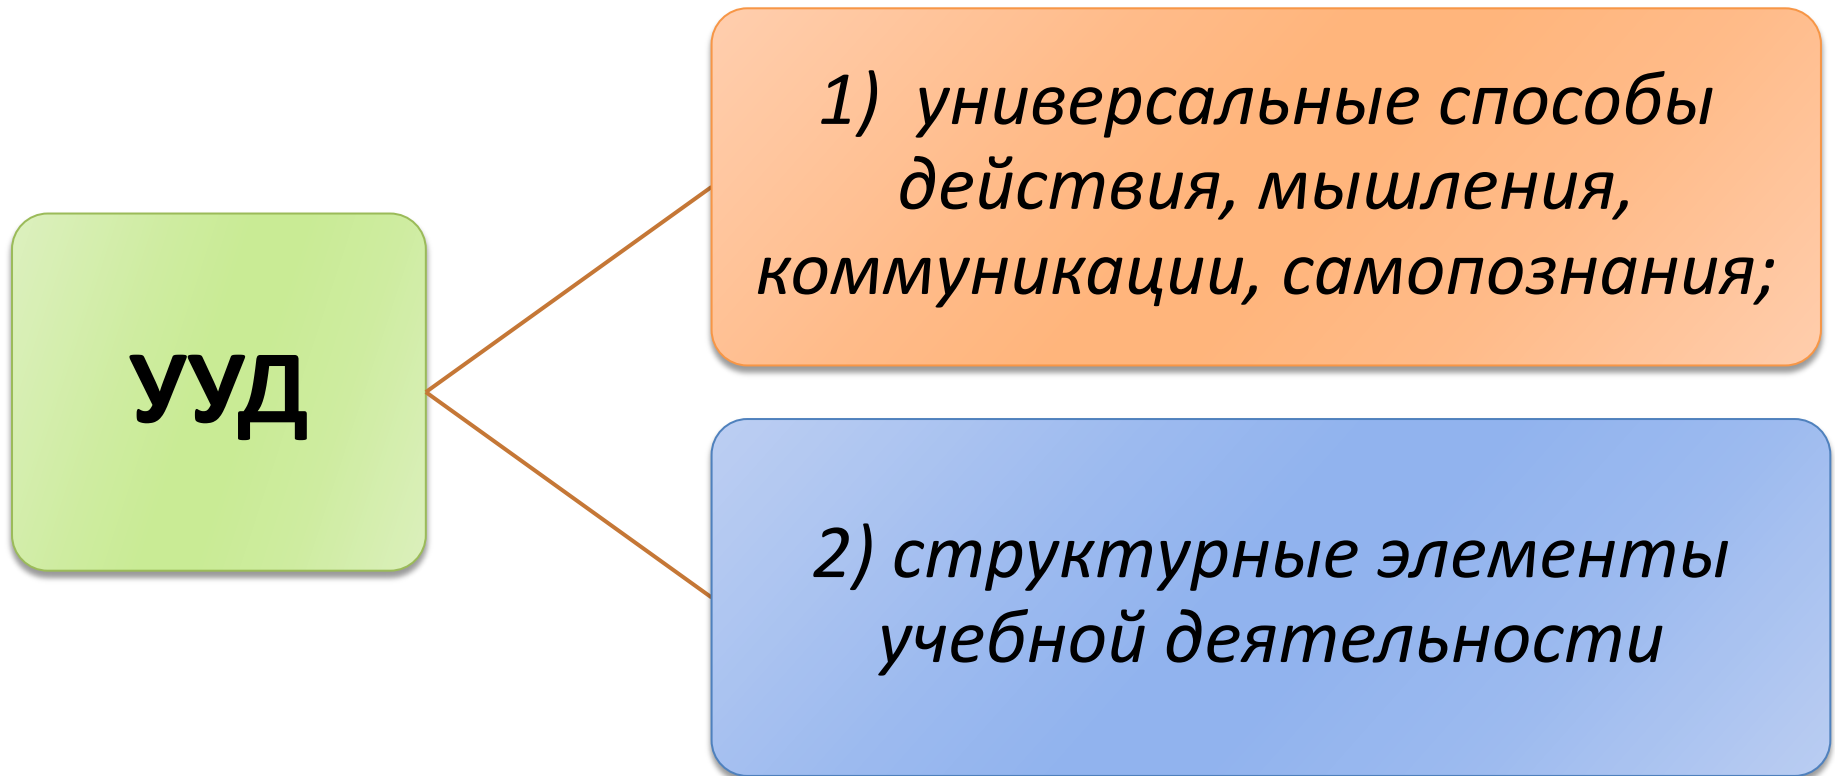 УУД
1) универсальные способы
действия, мышления,
коммуникации, самопознания;
2) структурные элементы
учебной деятельности